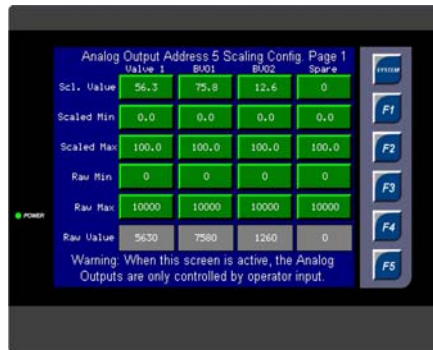 Analog Output Address 5 Scaling Config. Page 1
Valve 1 BV01 BV02 Spare
Scl. Value 56.3 75.8 12.6 0
Scaled Min 0.0 0.0 0.0 0.0
Scaled Max 100.0 100.0 100.0 100.0
Raw Min 0 0 0 0
Raw Max 10000 10000 10000 10000
Raw Value 5630 7580 1260 0
Warning: When this screen is active, the Analog
Outputs are only controlled by operator input.
POWER
SYSTEM
F1
F2
F3
F4
F5